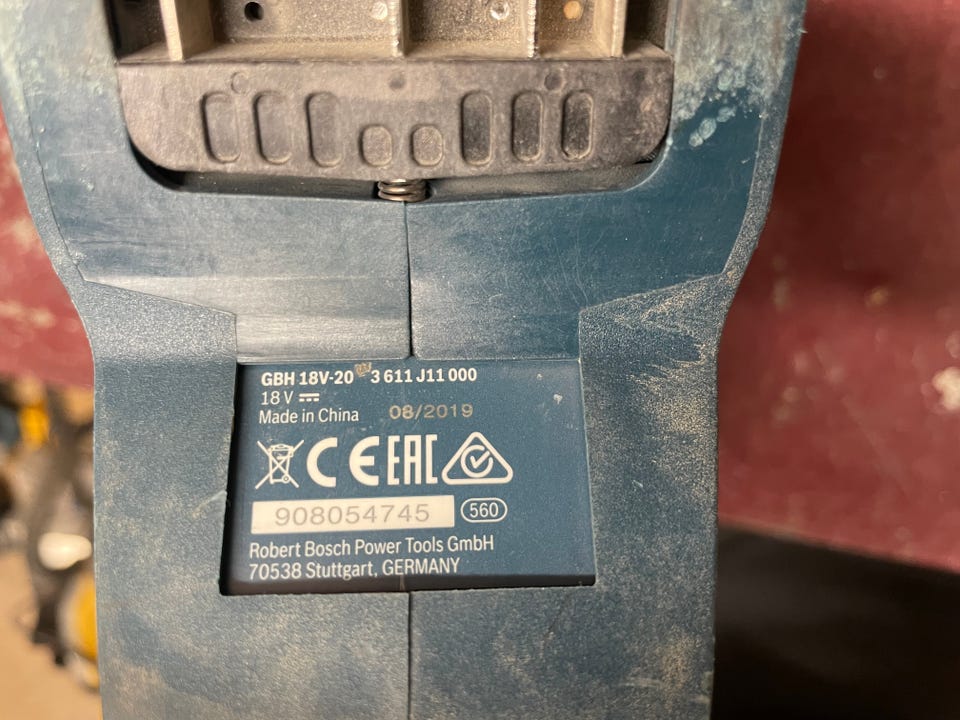 GBH 18V-20 3 611 J11 000
18 V
Made in China 08/2019
CE EAC
908054745 560
Robert Bosch Power Tools GmbH
70538 Stuttgart, GERMANY